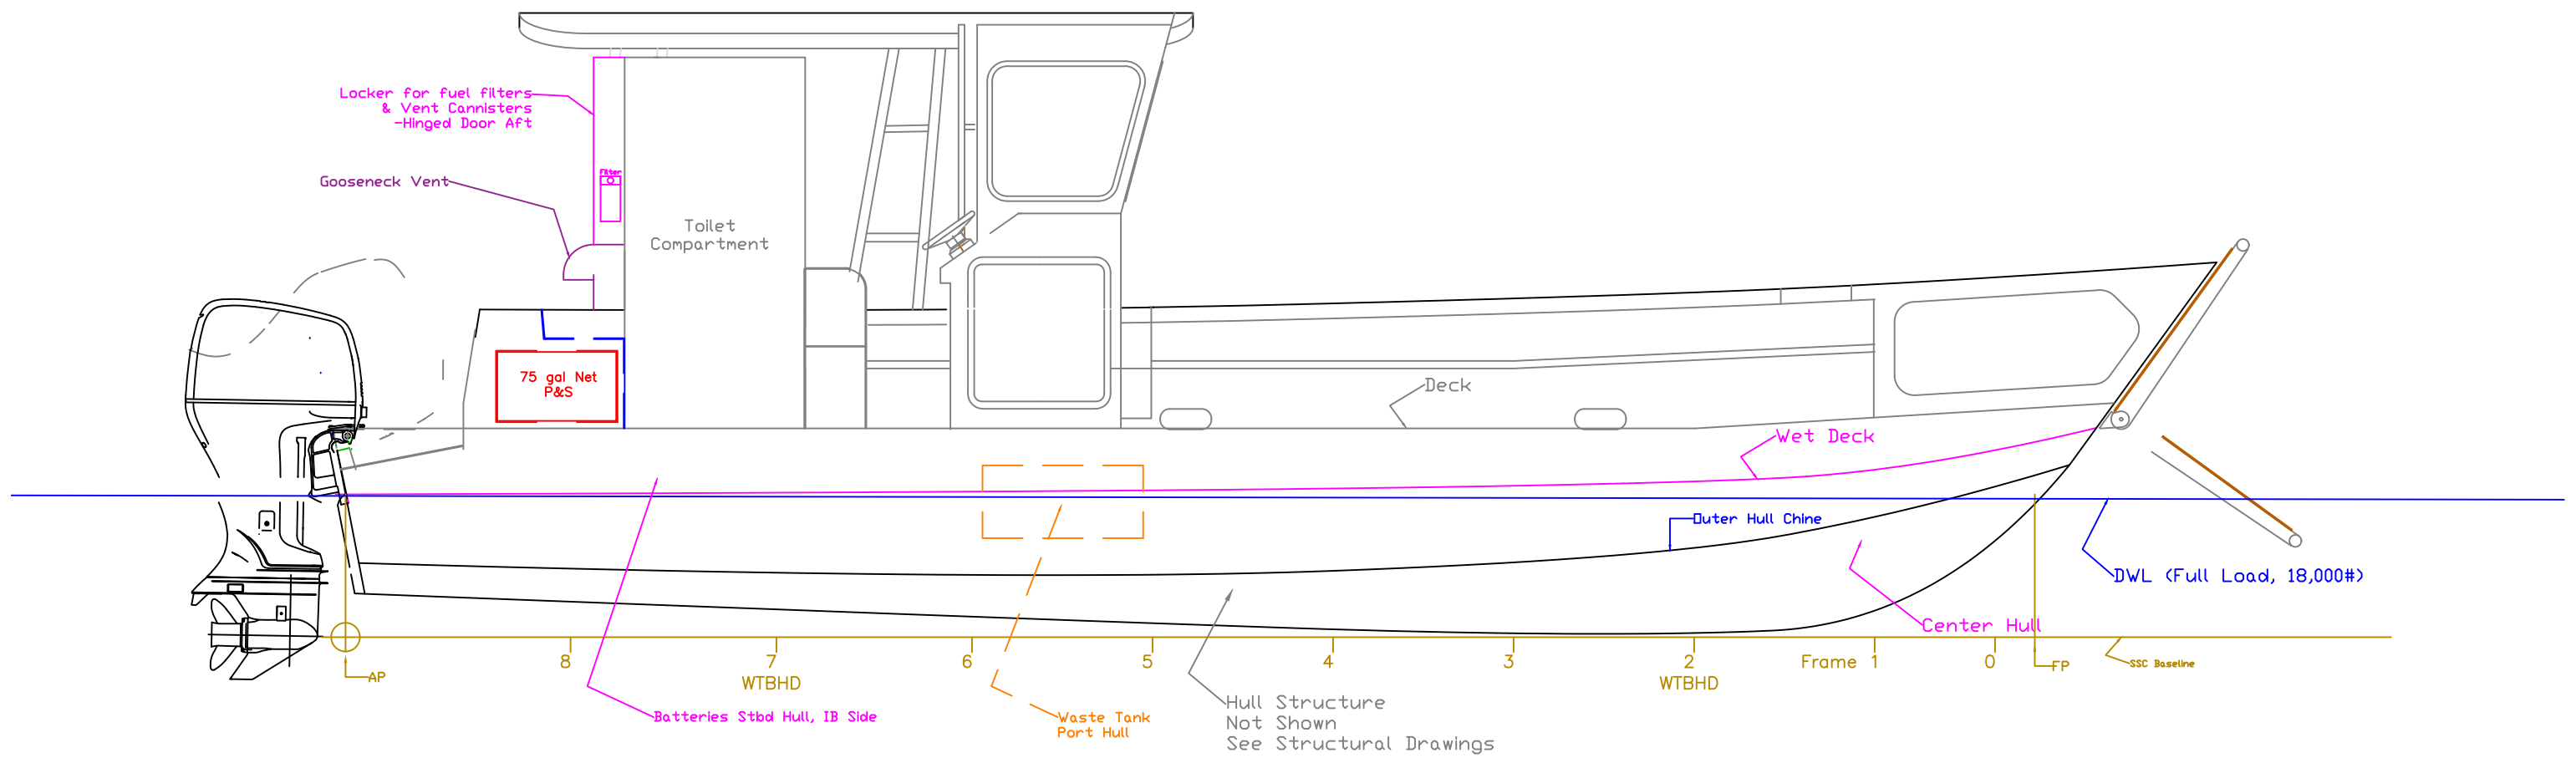 Locker for fuel filters
& Vent Cannisters
-Hinged Door Aft
Filter
Gooseneck Vent
Toilet
Compartment
75 gal Net
P&S
Deck
Wet Deck
Outer Hull Chine
DWL (Full Load, 18,000#)
Center Hull
8 7 6 5 4 3 2 Frame 1 0
FP
SSC Baseline
AP
WTBHD WTBHD
Batteries Stbd Hull, IB Side
Waste Tank
Port Hull
Hull Structure
Not Shown
See Structural Drawings